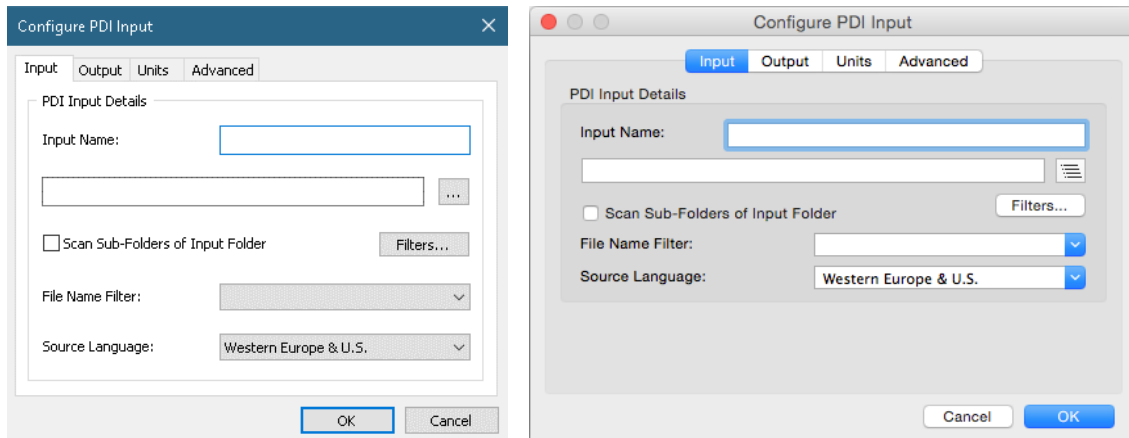 Configure PDI Input
Input Output Units Advanced
PDI Input Details
Input Name:
...
Scan Sub-Folders of Input Folder Filters...
File Name Filter:
Source Language: Western Europe & U.S.
OK Cancel
Configure PDI Input
Input Output Units Advanced
PDI Input Details
Input Name:
Scan Sub-Folders of Input Folder Filters...
File Name Filter:
Source Language: Western Europe & U.S.
Cancel OK